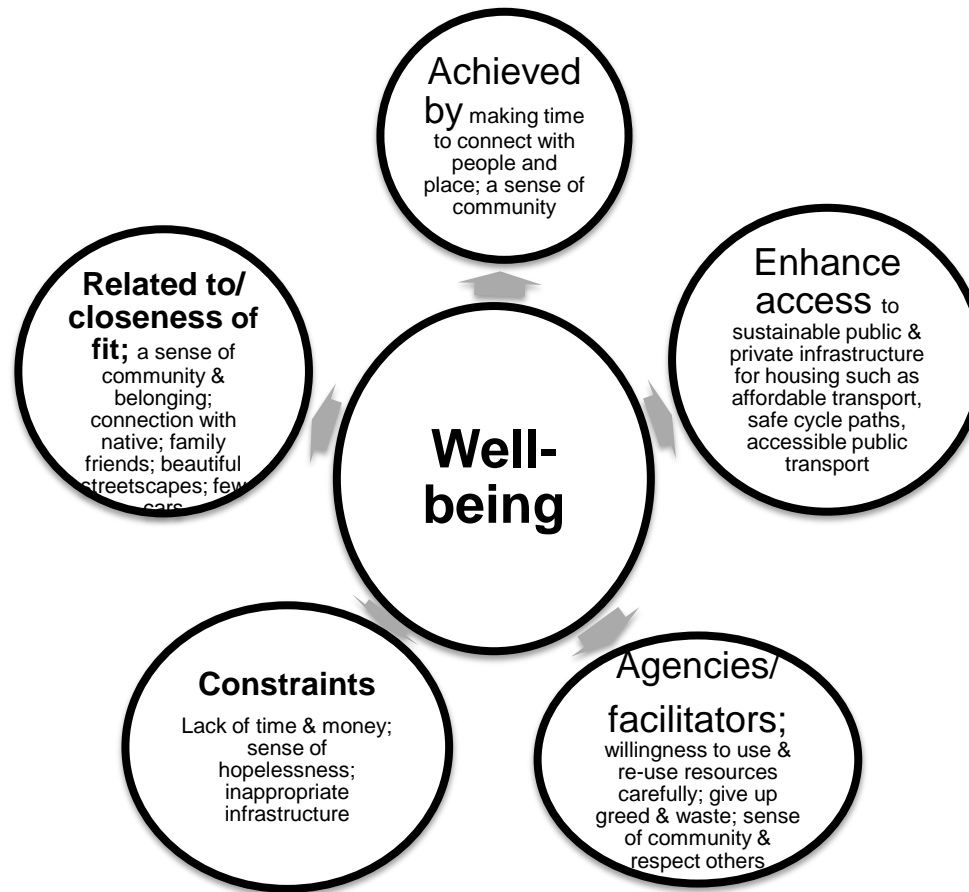 Achieved
by making time
to connect with
people and
place; a sense of
community
Enhance
access to
sustainable public &
private infrastructure
for housing such as
affordable transport,
safe cycle paths,
accessible public
transport
Related to/
closeness of
fit; a sense of
community &
belonging;
connection with
native; family
friends; beautiful
streetscapes; few
cars
Well-
being
Constraints
Lack of time & money;
sense of
hopelessness;
inappropriate
infrastructure
Agencies/
facilitators;
willingness to use &
re-use resources
carefully; give up
greed & waste; sense
of community &
respect others